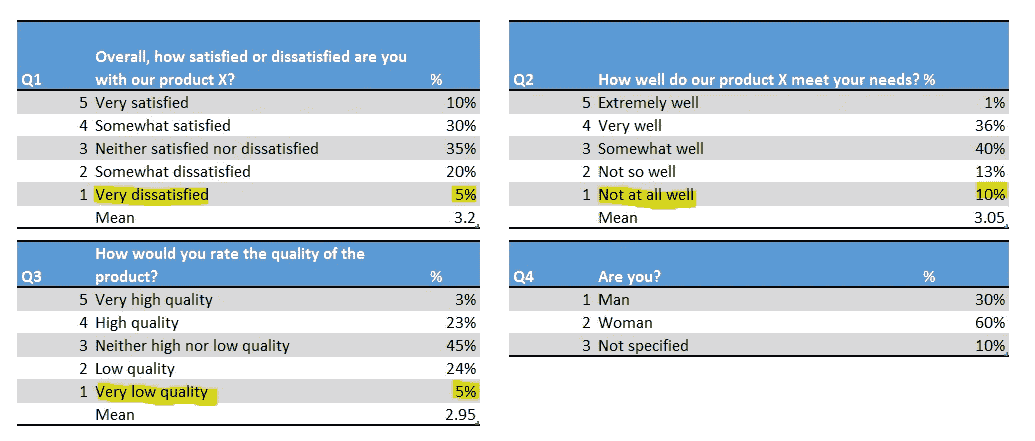 Overall, how satisfied or dissatisfied are you
Q1 with our product X? %
5 Very satisfied 10%
4 Somewhat satisfied 30%
3 Neither satisfied nor dissatisfied 35%
2 Somewhat dissatisfied 20%
1 Very dissatisfied 5%
Mean 3.2
Q2 How well do our product X meet your needs? %
5 Extremely well 1%
4 Very well 36%
3 Somewhat well 40%
2 Not so well 13%
1 Not at all well 10%
Mean 3.05
How would you rate the quality of the
Q3 product? %
5 Very high quality 3%
4 High quality 23%
3 Neither high nor low quality 45%
2 Low quality 24%
1 Very low quality 5%
Mean 2.95
Q4 Are you? %
1 Man 30%
2 Woman 60%
3 Not specified 10%